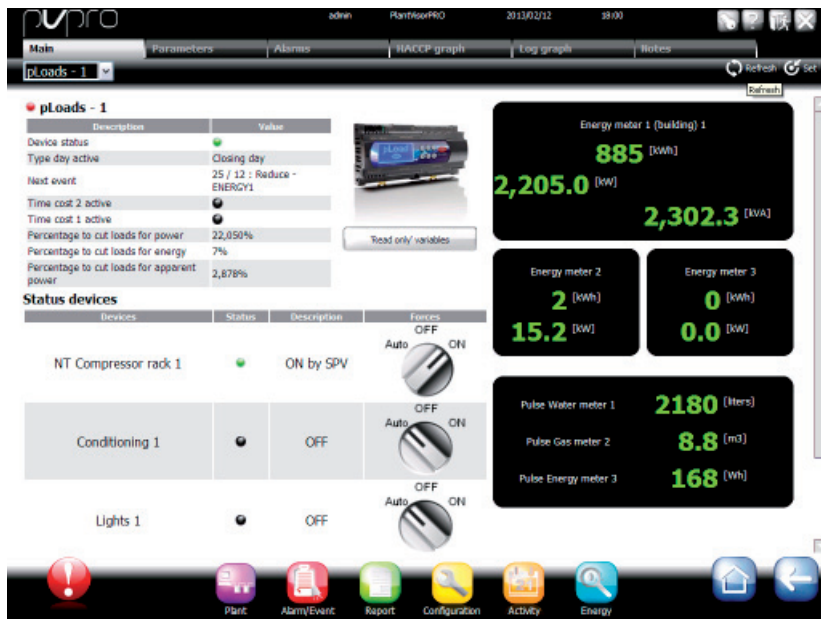 pvpro admin PlantVisorPRO 2013/02/12 18:00
Main Parameters Alarms HACCP graph Log graph Notes
pLoads - 1 Refresh Set
Refresh
pLoads - 1
Description Value
Device status
Type day active Closing day
Next event 25 / 12 : Reduce -
ENERGY1
Time cost 2 active
Time cost 1 active
Percentage to cut loads for power 22,050%
Percentage to cut loads for energy 7%
Percentage to cut loads for apparent
power 2,878%
pLoad
'Read only' variables
Energy meter 1 (building) 1
885 [kWh]
2,205.0 [kW]
2,302.3 [kVA]
Energy meter 2
2 [kWh]
15.2 [kW]
Energy meter 3
0 [kWh]
0.0 [kW]
Status devices
Devices Status Description Forces
OFF
Auto ON
NT Compressor rack 1 ON by SPV
OFF
Auto ON
Conditioning 1 OFF
OFF
Auto ON
Lights 1 OFF
Pulse Water meter 1 2180 [liters]
Pulse Gas meter 2 8.8 [m3]
Pulse Energy meter 3 168 [Wh]
Plant Alarm/Event Report Configuration Activity Energy